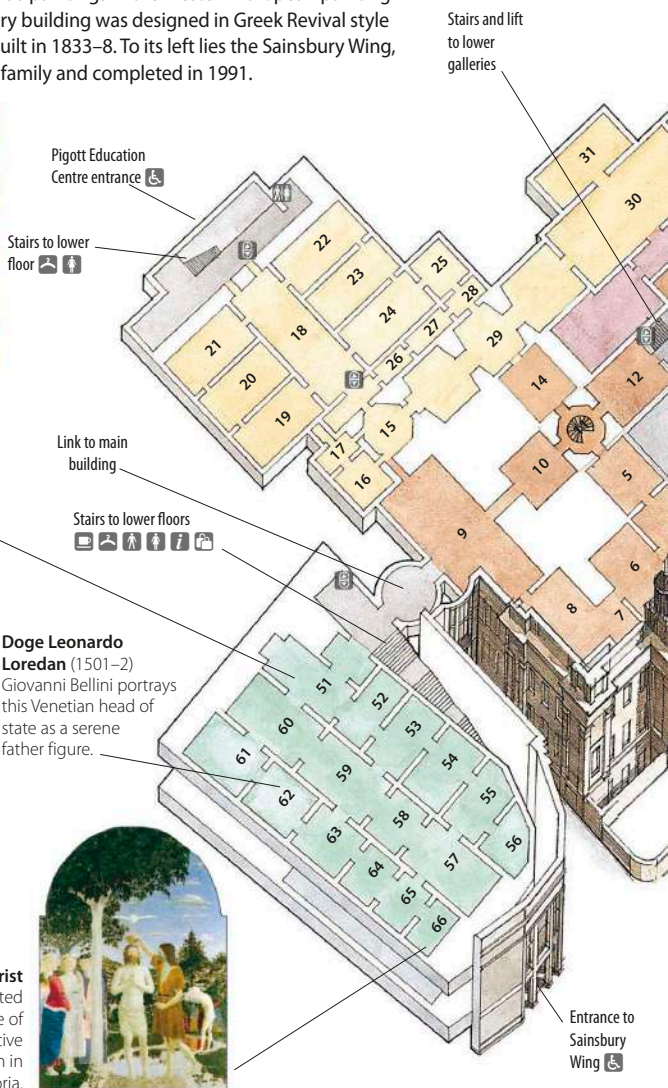 ry building was designed in Greek Revival style
uilt in 1833–8. To its left lies the Sainsbury Wing,
family and completed in 1991.
Stairs and lift
to lower
galleries
Pigott Education
Centre entrance
Stairs to lower
floor
Link to main
building
Stairs to lower floors
Doge Leonardo
Loredan (1501–2)
Giovanni Bellini portrays
this Venetian head of
state as a serene
father figure.
rist
ted
e of
tive
n in
ria.
Entrance to
Sainsbury
Wing
31
30
22
23
24
25
28
27
26
29
18
21
20
19
17
16
15
14
12
10
5
9
6
8
7
51
52
53
54
55
56
60
59
58
57
61
62
63
64
65
66